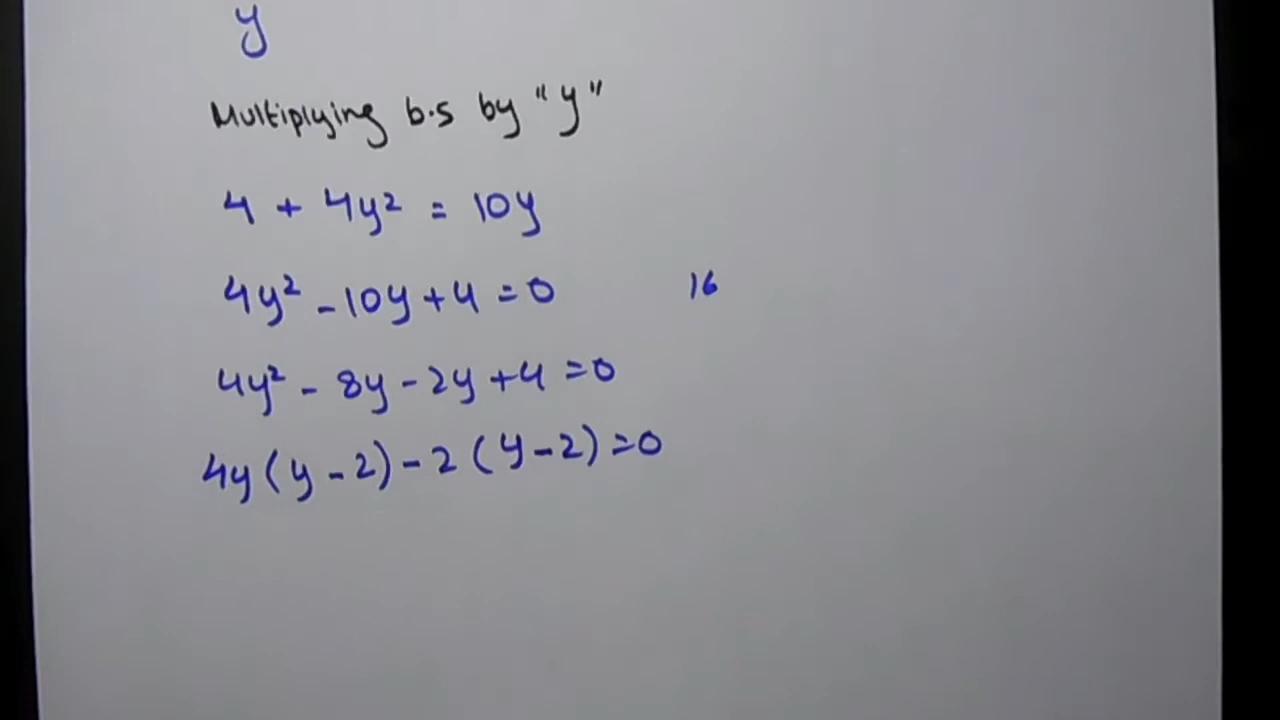 y
Multiplying b.s by "y"
4 + 4y² = 10y
4y² - 10y + 4 = 0 16
4y² - 8y - 2y + 4 = 0
4y (y - 2) - 2 (y - 2) = 0